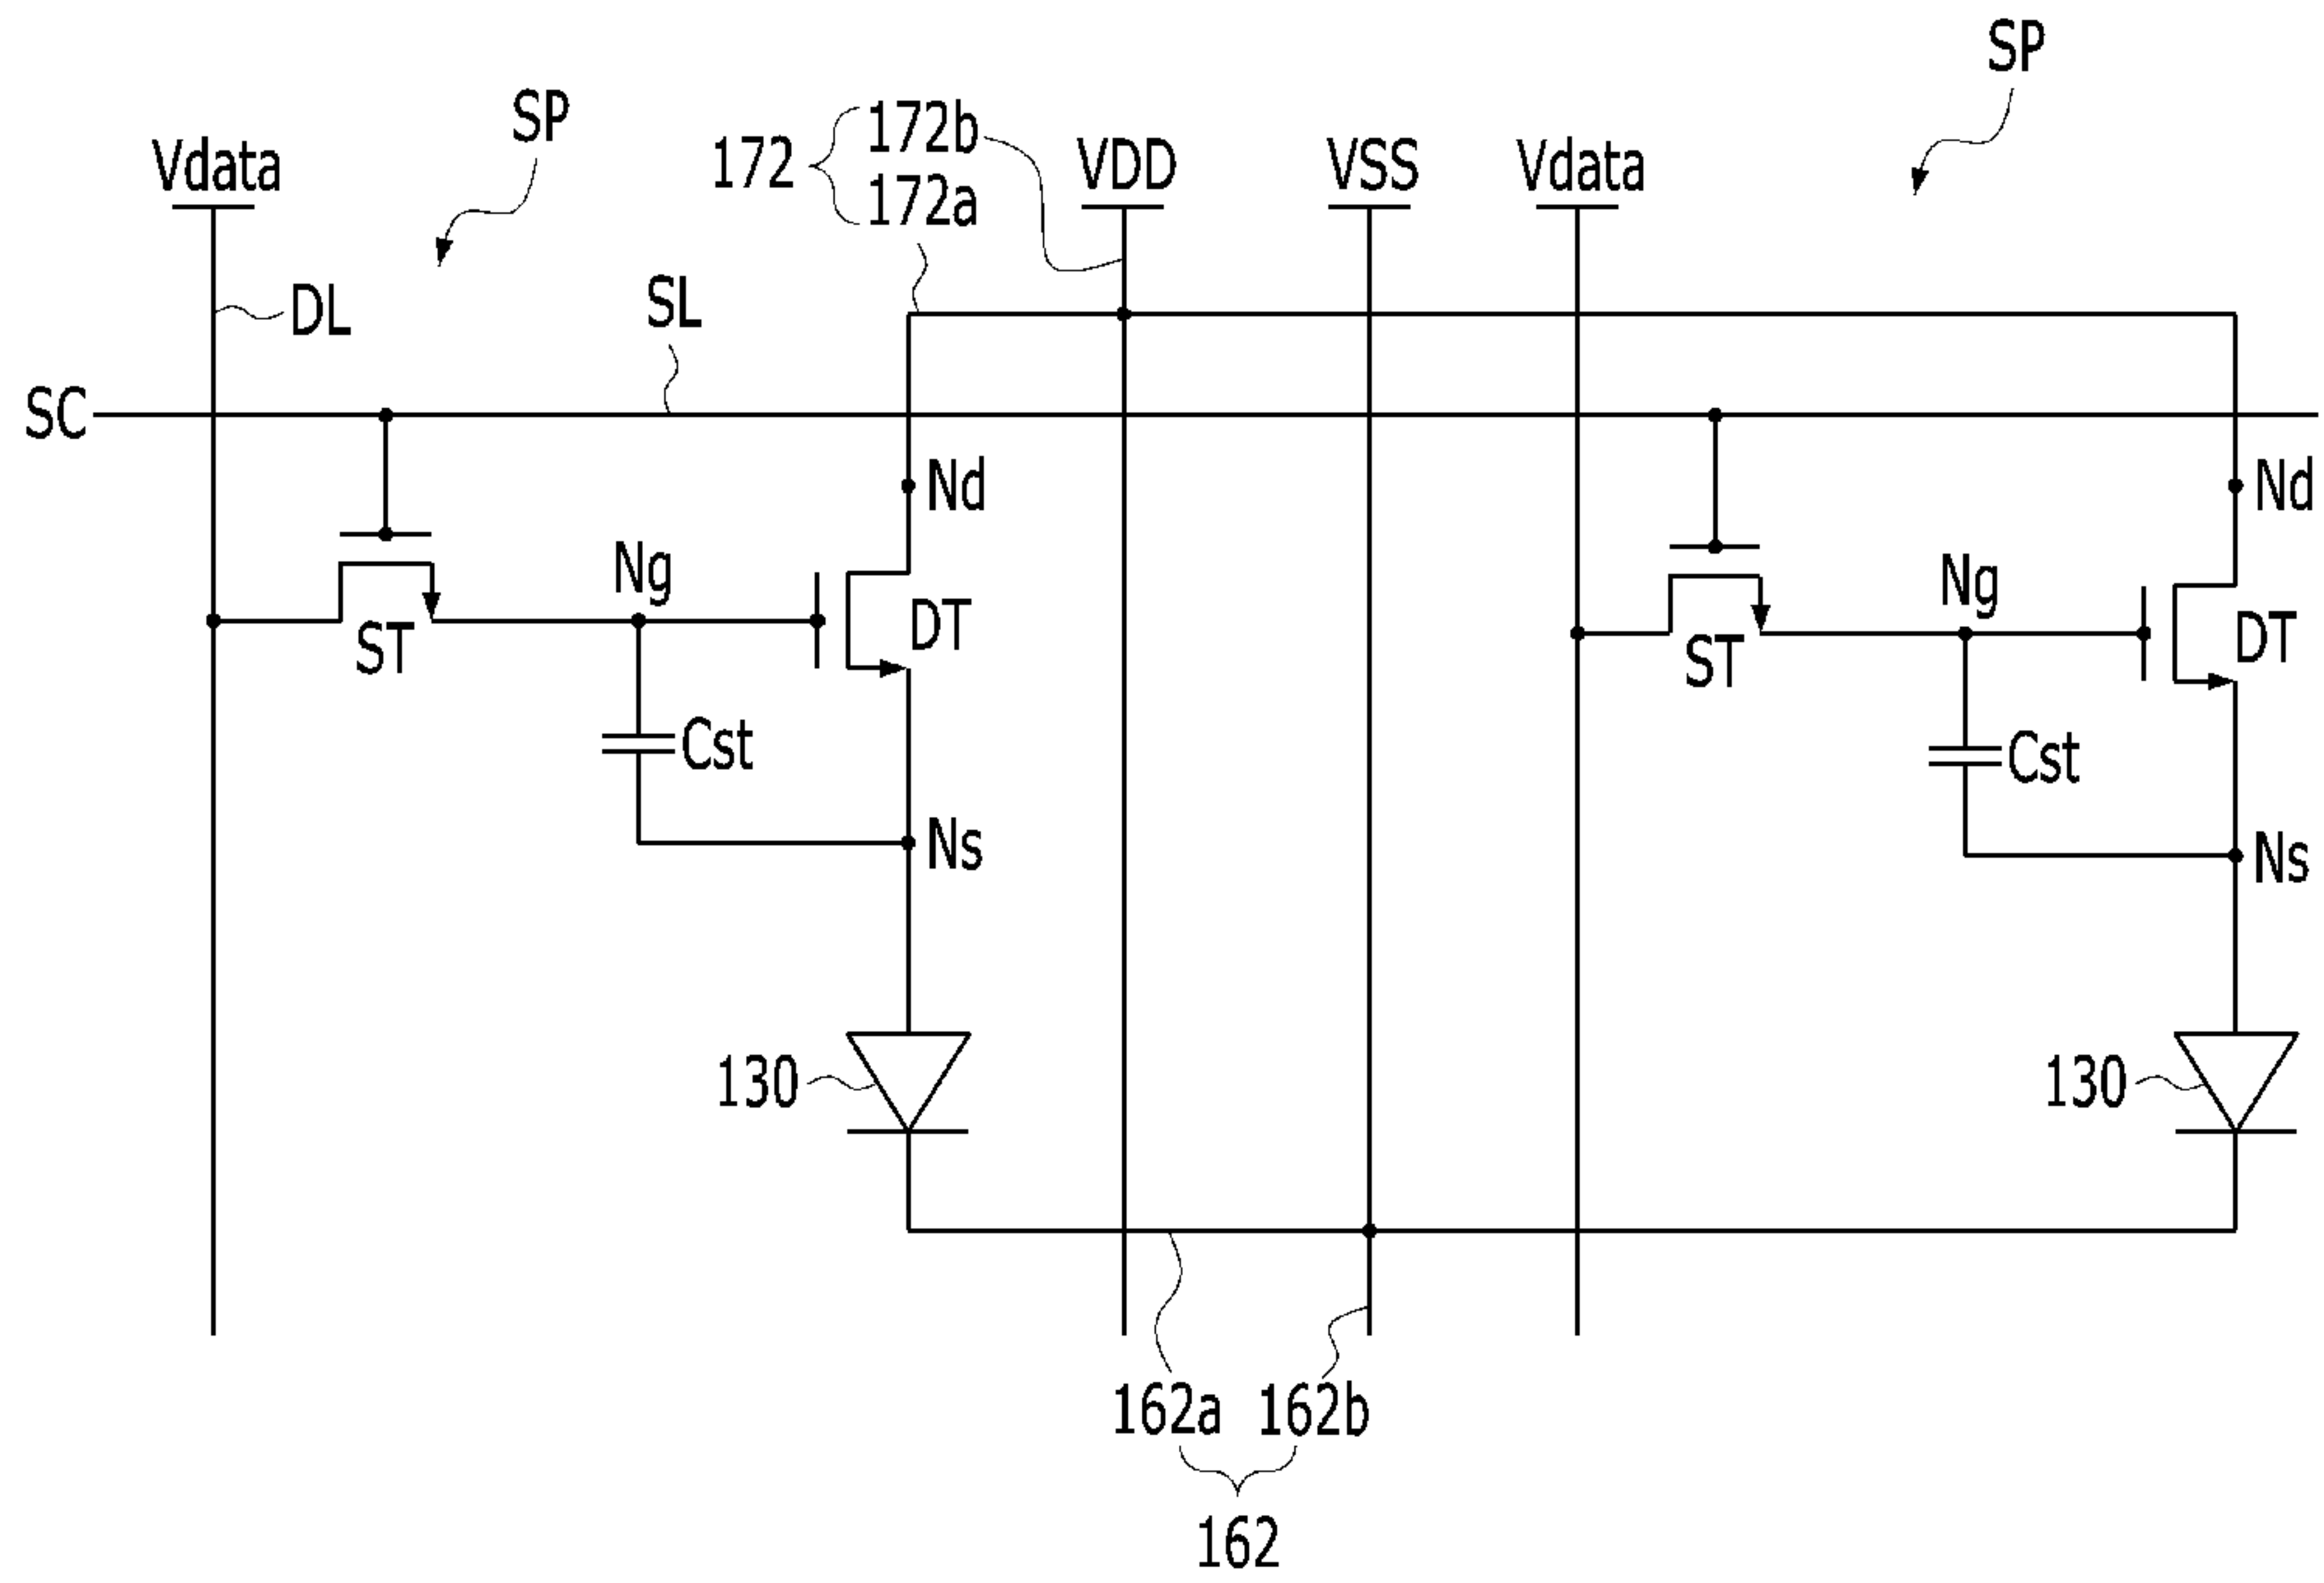 SP
SP
172b
172
172a
Vdata
VDD
VSS
Vdata
DL
SL
SC
Nd
Nd
Ng
Ng
DT
DT
ST
ST
Cst
Cst
Ns
Ns
130
130
162a
162b
162